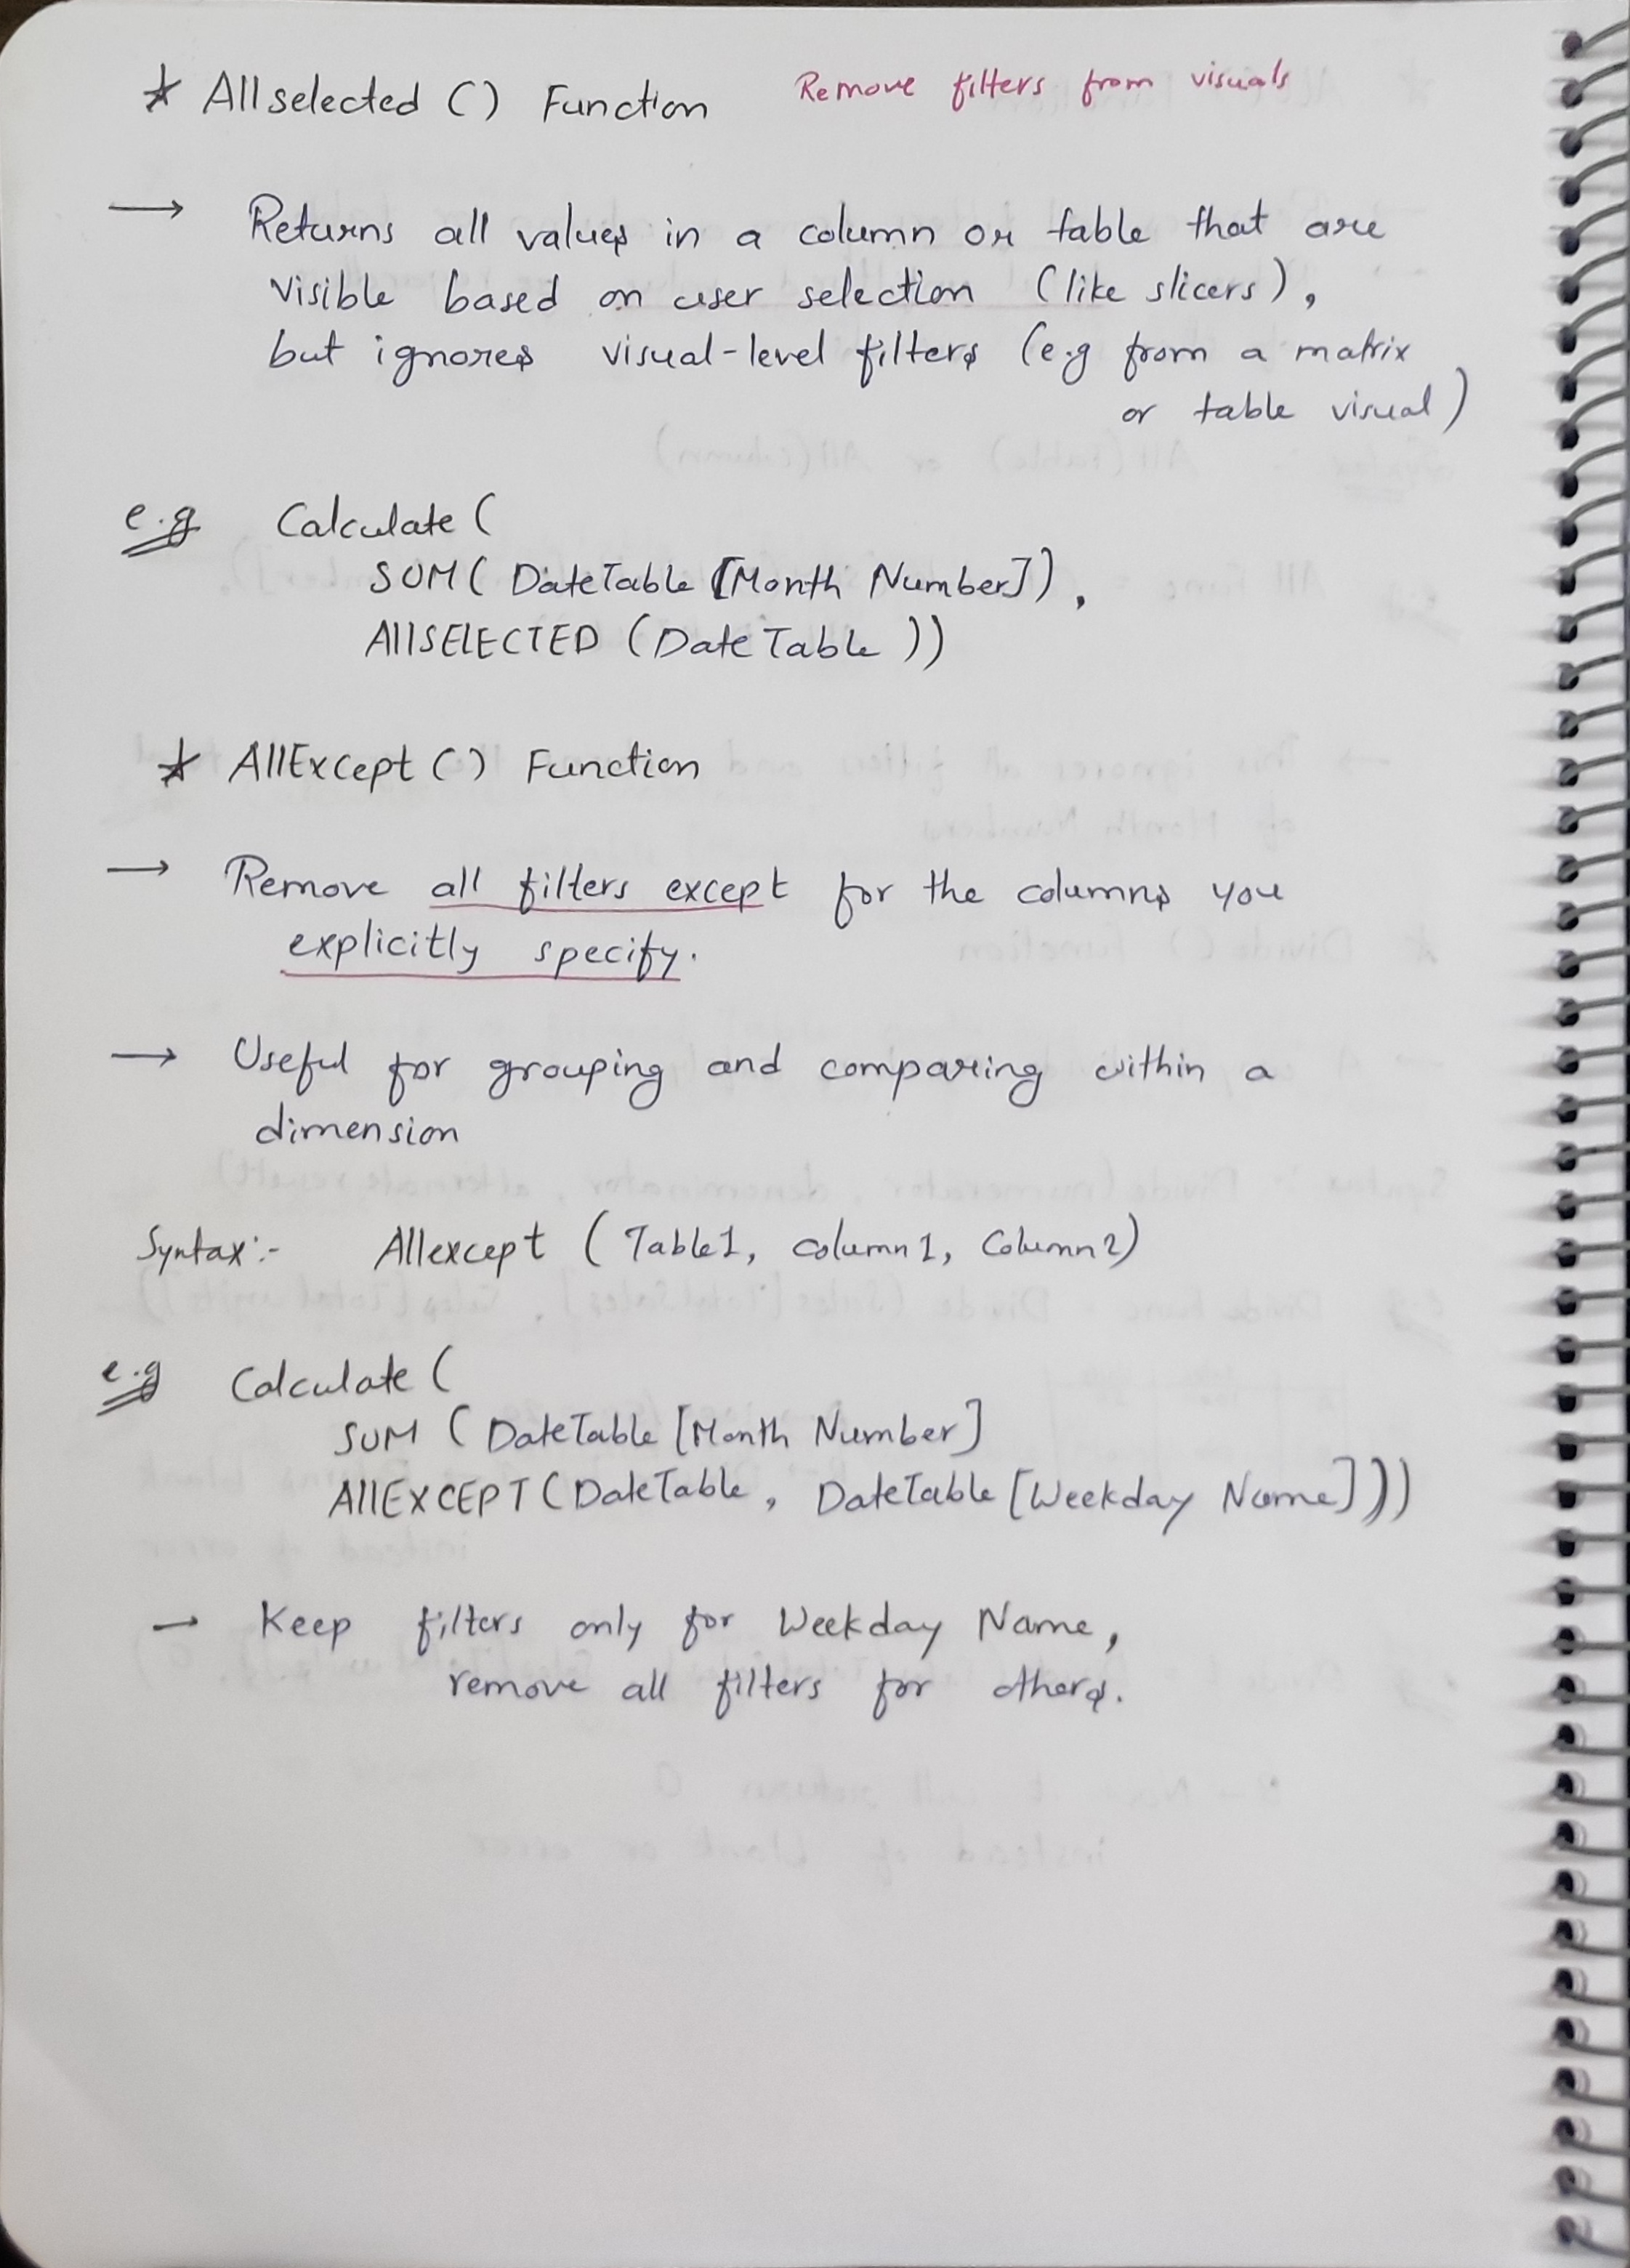 * Allselected () Function Remove filters from visuals
→ Returns all values in a column or table that are
visible based on user selection (like slicers),
but ignores visual-level filters (e.g from a matrix
or table visual)
e.g Calculate (
SUM( DateTable [Month Number]),
AllSELECTED (Date Table ))
* AllExcept () Function
→ Remove all filters except for the columns you
explicitly specify.
→ Useful for grouping and comparing within a
dimension
Syntax:- Allexcept ( Table1, column1, Column2)
e.g Calculate (
SUM ( DateTable [Month Number]
AllEXCEPT (DateTable, DateTable [Weekday Name]))
→ Keep filters only for Weekday Name,
remove all filters for others.